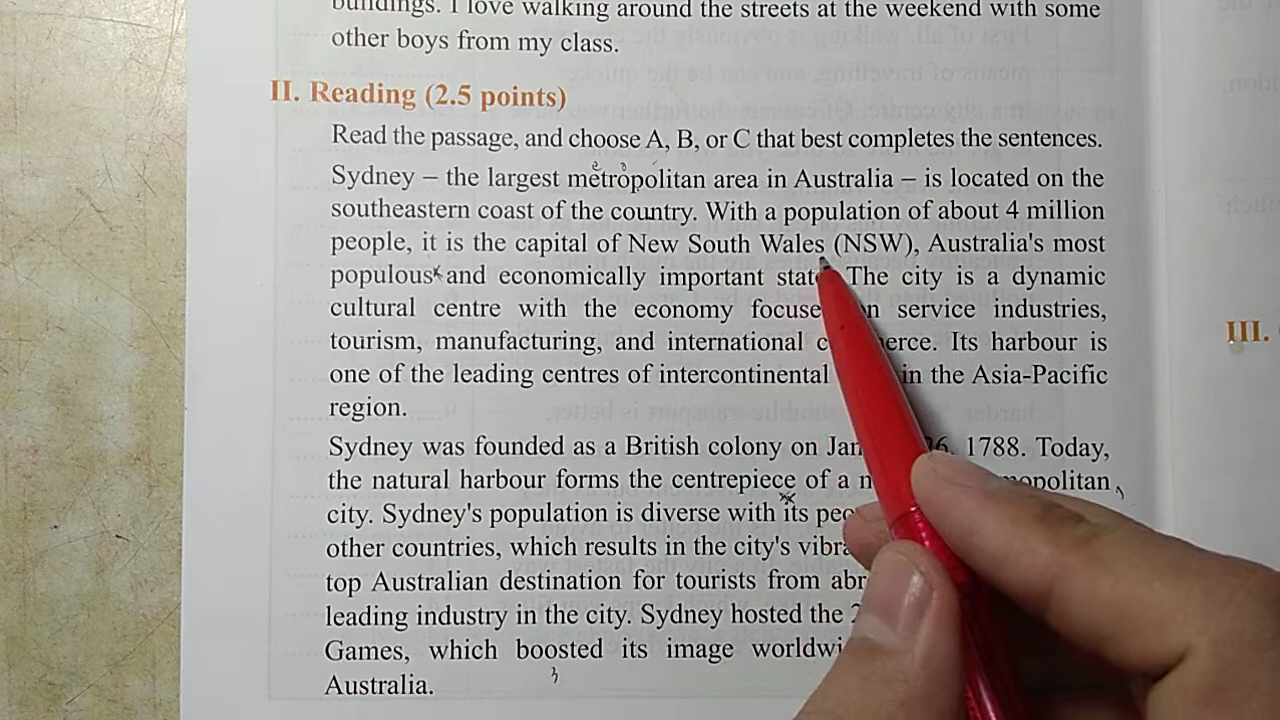 buildings. I love walking around the streets at the weekend with some
other boys from my class.
II. Reading (2.5 points)
Read the passage, and choose A, B, or C that best completes the sentences.
Sydney – the largest metropolitan area in Australia – is located on the
southeastern coast of the country. With a population of about 4 million
people, it is the capital of New South Wales (NSW), Australia's most
populous and economically important The city is a dynamic
cultural centre with the economy service industries,
tourism, manufacturing, and international Its harbour is
one of the leading centres of intercontinental in the Asia-Pacific
region.
Sydney was founded as a British colony on 1788. Today,
the natural harbour forms the centrepiece of a
city. Sydney's population is diverse with its
other countries, which results in the city's
top Australian destination for tourists from
leading industry in the city. Sydney hosted the
Games, which boosted its image
Australia.
III.